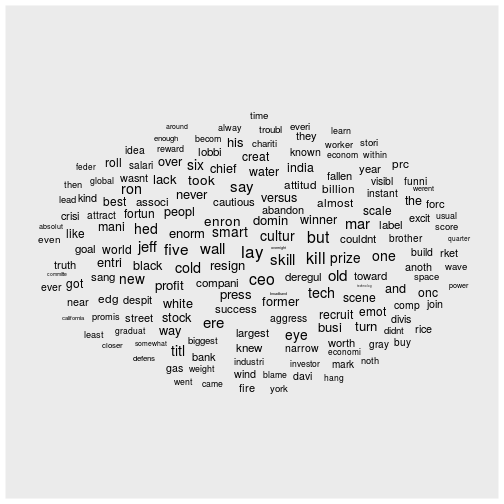 time
around alway troubl everi learn
enough becom his chariti they worker stori
idea reward lobbi creat known econom within
feder roll salari over six chief water india fallen year prc
then global wasnt lack took say attitud billion visibl funni
lead kind best associ ron never cautious versus almost instant werent the forc
crisi attract fortun peopl enron domin abandon winner scale excit usual
absolut like mani hed enorm smart cultur but mar label score
even goal world jeff five wall lay couldnt brother quarter
truth entri black cold resign overnight skill kill prize one build rket
committe sang new compani ceo deregul old toward anoth wave
ever got profit press tech and space power
near edg despit white former scene onc
california promis street stock success aggress recruit emot comp join
least graduat way ere largest eye busi turn divis didnt rice
closer somewhat titl biggest knew narrow worth gray buy
defens bank industri investor economi mark noth
gas weight wind blame davi hang
went came fire york